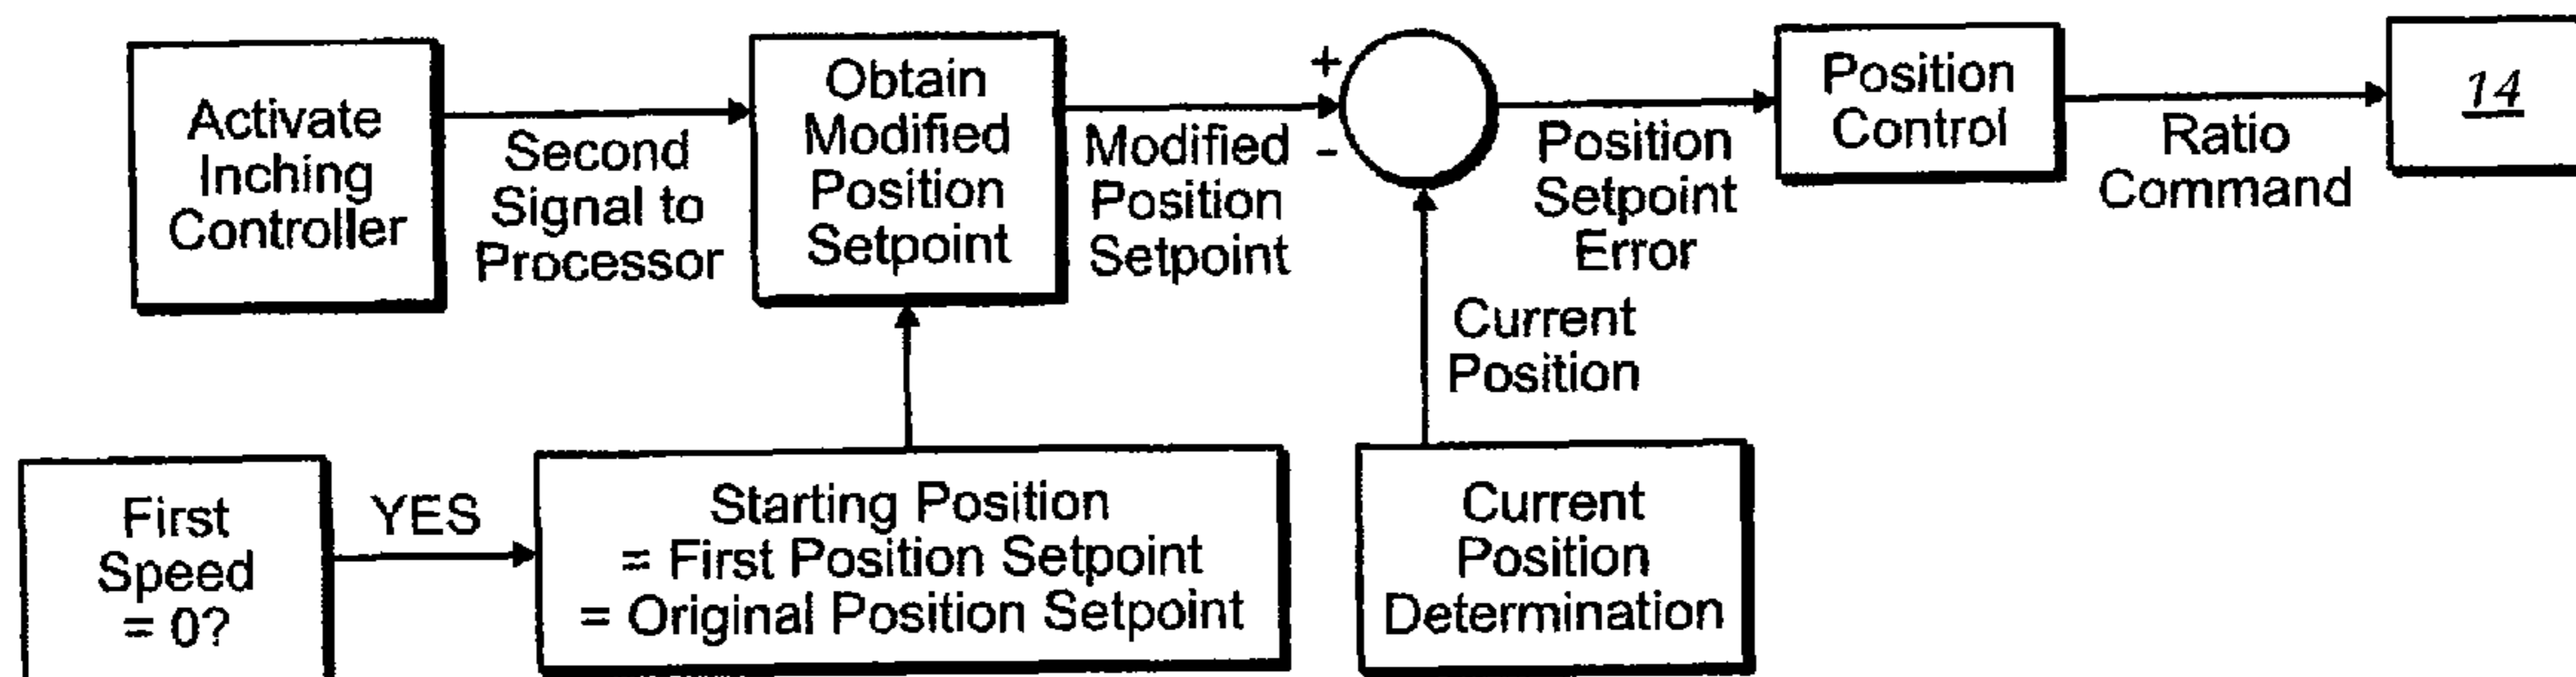 Activate
Inching
Controller
Second
Signal to
Processor
Obtain
Modified
Position
Setpoint
Modified
Position
Setpoint
+
-
Position
Setpoint
Error
Position
Control
Ratio
Command
14
Current
Position
First
Speed
= 0?
YES
Starting Position
= First Position Setpoint
= Original Position Setpoint
Current
Position
Determination